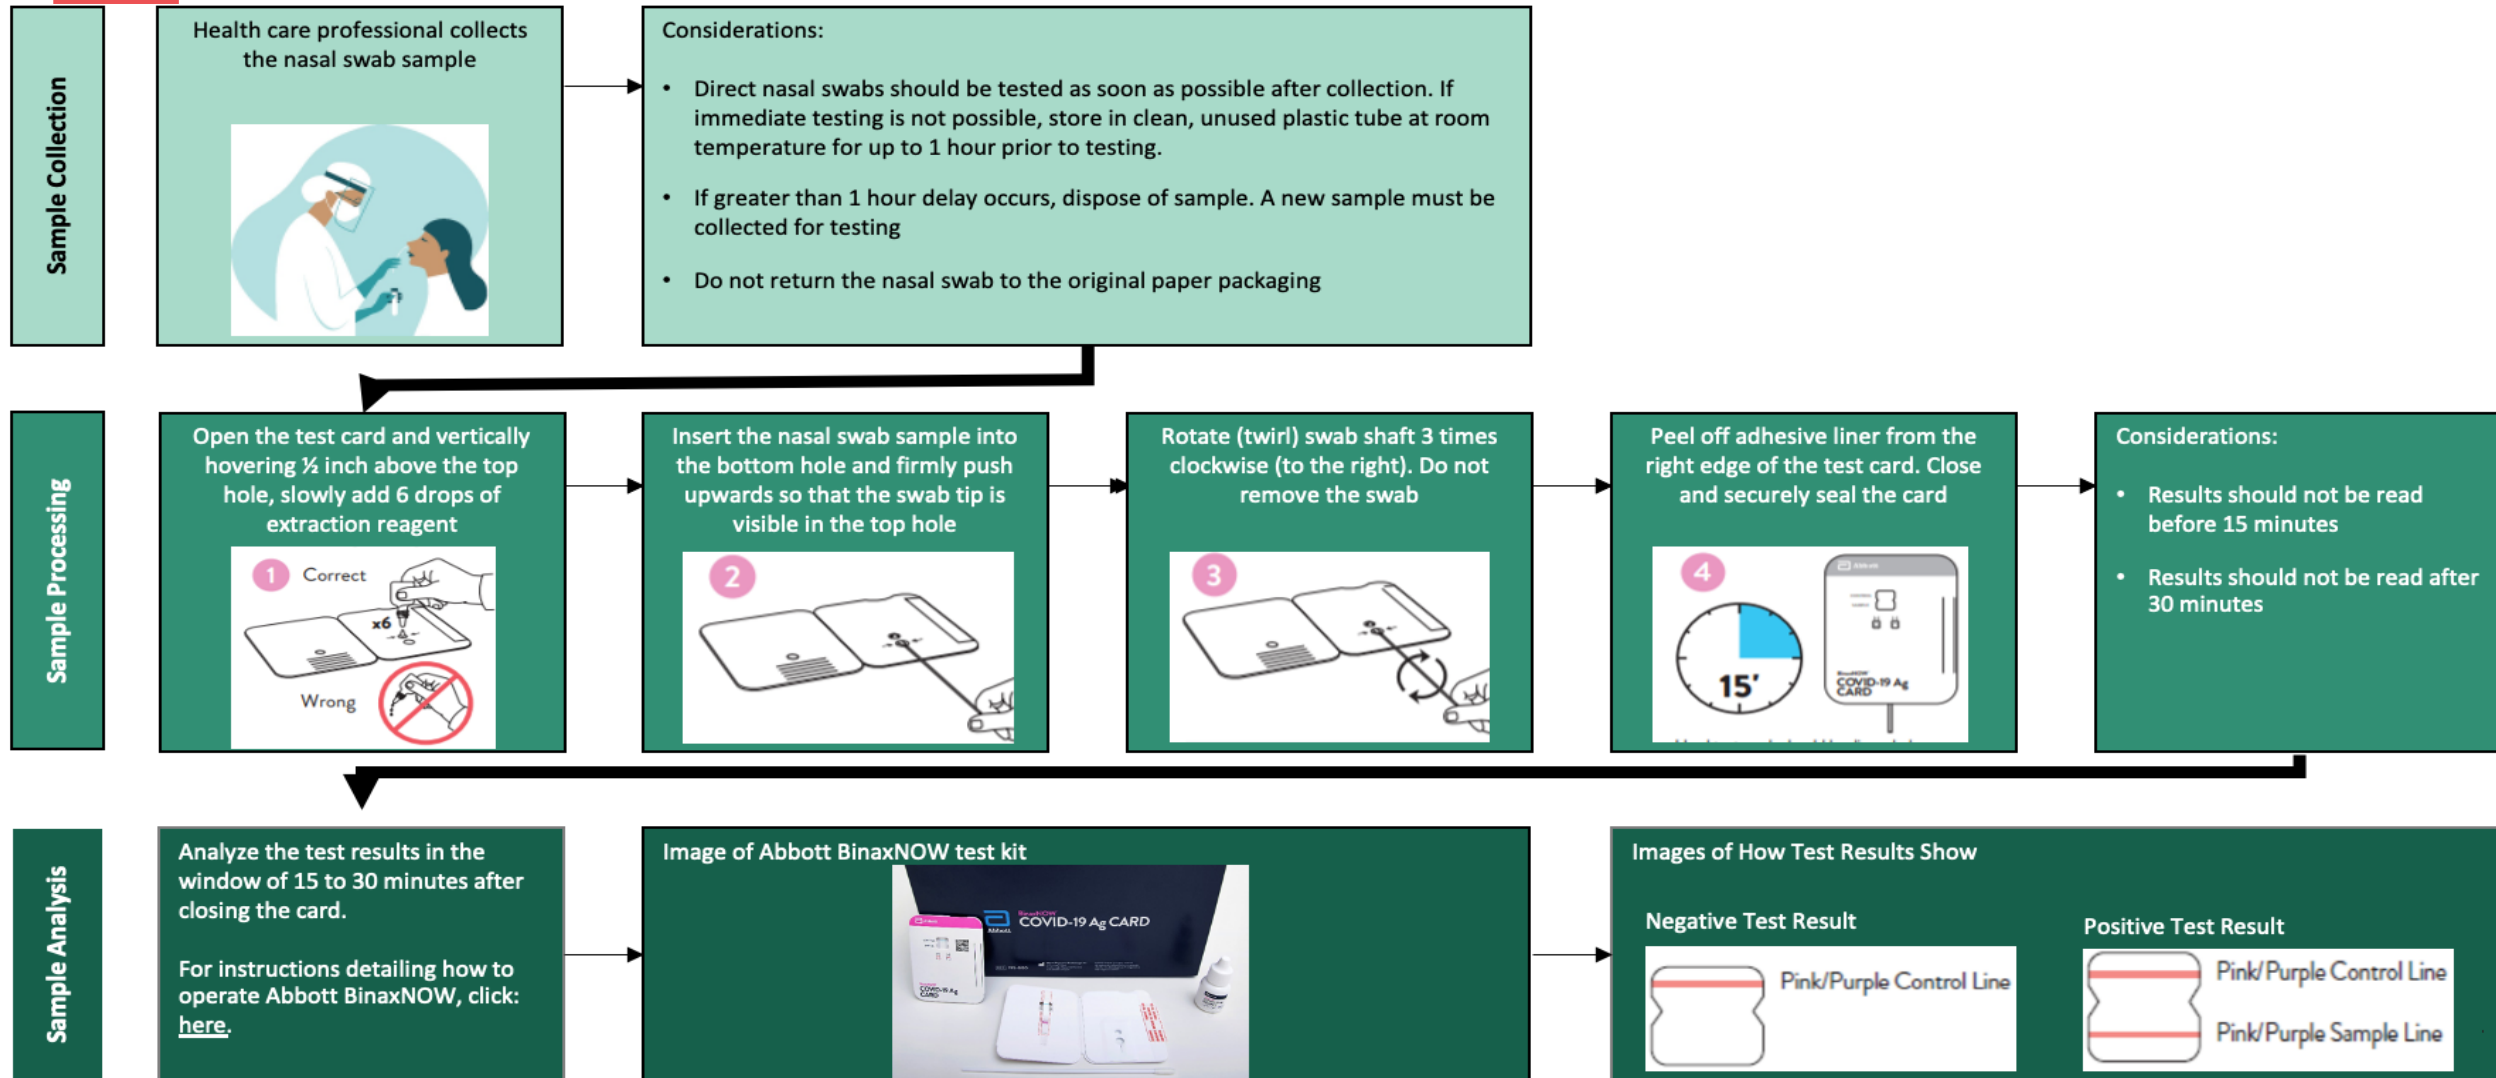 Sample Collection
Health care professional collects
the nasal swab sample
Considerations:
• Direct nasal swabs should be tested as soon as possible after collection. If
immediate testing is not possible, store in clean, unused plastic tube at room
temperature for up to 1 hour prior to testing.
• If greater than 1 hour delay occurs, dispose of sample. A new sample must be
collected for testing
• Do not return the nasal swab to the original paper packaging
Sample Processing
Open the test card and vertically
hovering ½ inch above the top
hole, slowly add 6 drops of
extraction reagent
1 Correct
x6
Wrong
Insert the nasal swab sample into
the bottom hole and firmly push
upwards so that the swab tip is
visible in the top hole
2
Rotate (twirl) swab shaft 3 times
clockwise (to the right). Do not
remove the swab
3
Peel off adhesive liner from the
right edge of the test card. Close
and securely seal the card
4
15'
Abbott
BinaxNOW
COVID-19 Ag
CARD
Considerations:
• Results should not be read
before 15 minutes
• Results should not be read after
30 minutes
Sample Analysis
Analyze the test results in the
window of 15 to 30 minutes after
closing the card.
For instructions detailing how to
operate Abbott BinaxNOW, click:
here.
Image of Abbott BinaxNOW test kit
BinaxNOW
COVID-19 Ag CARD
Abbott
COVID-19 Ag
CARD
Images of How Test Results Show
Negative Test Result
Pink/Purple Control Line
Positive Test Result
Pink/Purple Control Line
Pink/Purple Sample Line